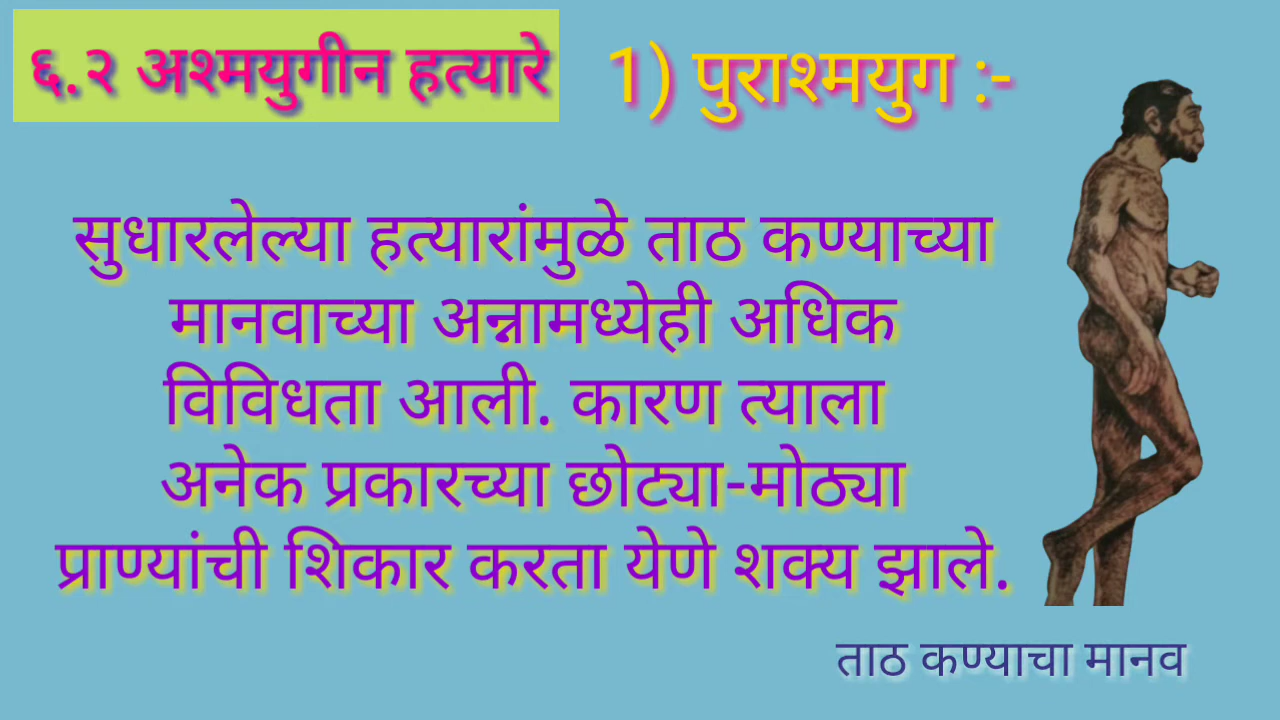 ६.२ अश्मयुगीन हत्यारे
1) पुराश्मयुग :-
सुधारलेल्या हत्यारांमुळे ताठ कण्याच्या
मानवाच्या अन्नामध्येही अधिक
विविधता आली. कारण त्याला
अनेक प्रकारच्या छोट्या-मोठ्या
प्राण्यांची शिकार करता येणे शक्य झाले.
ताठ कण्याचा मानव